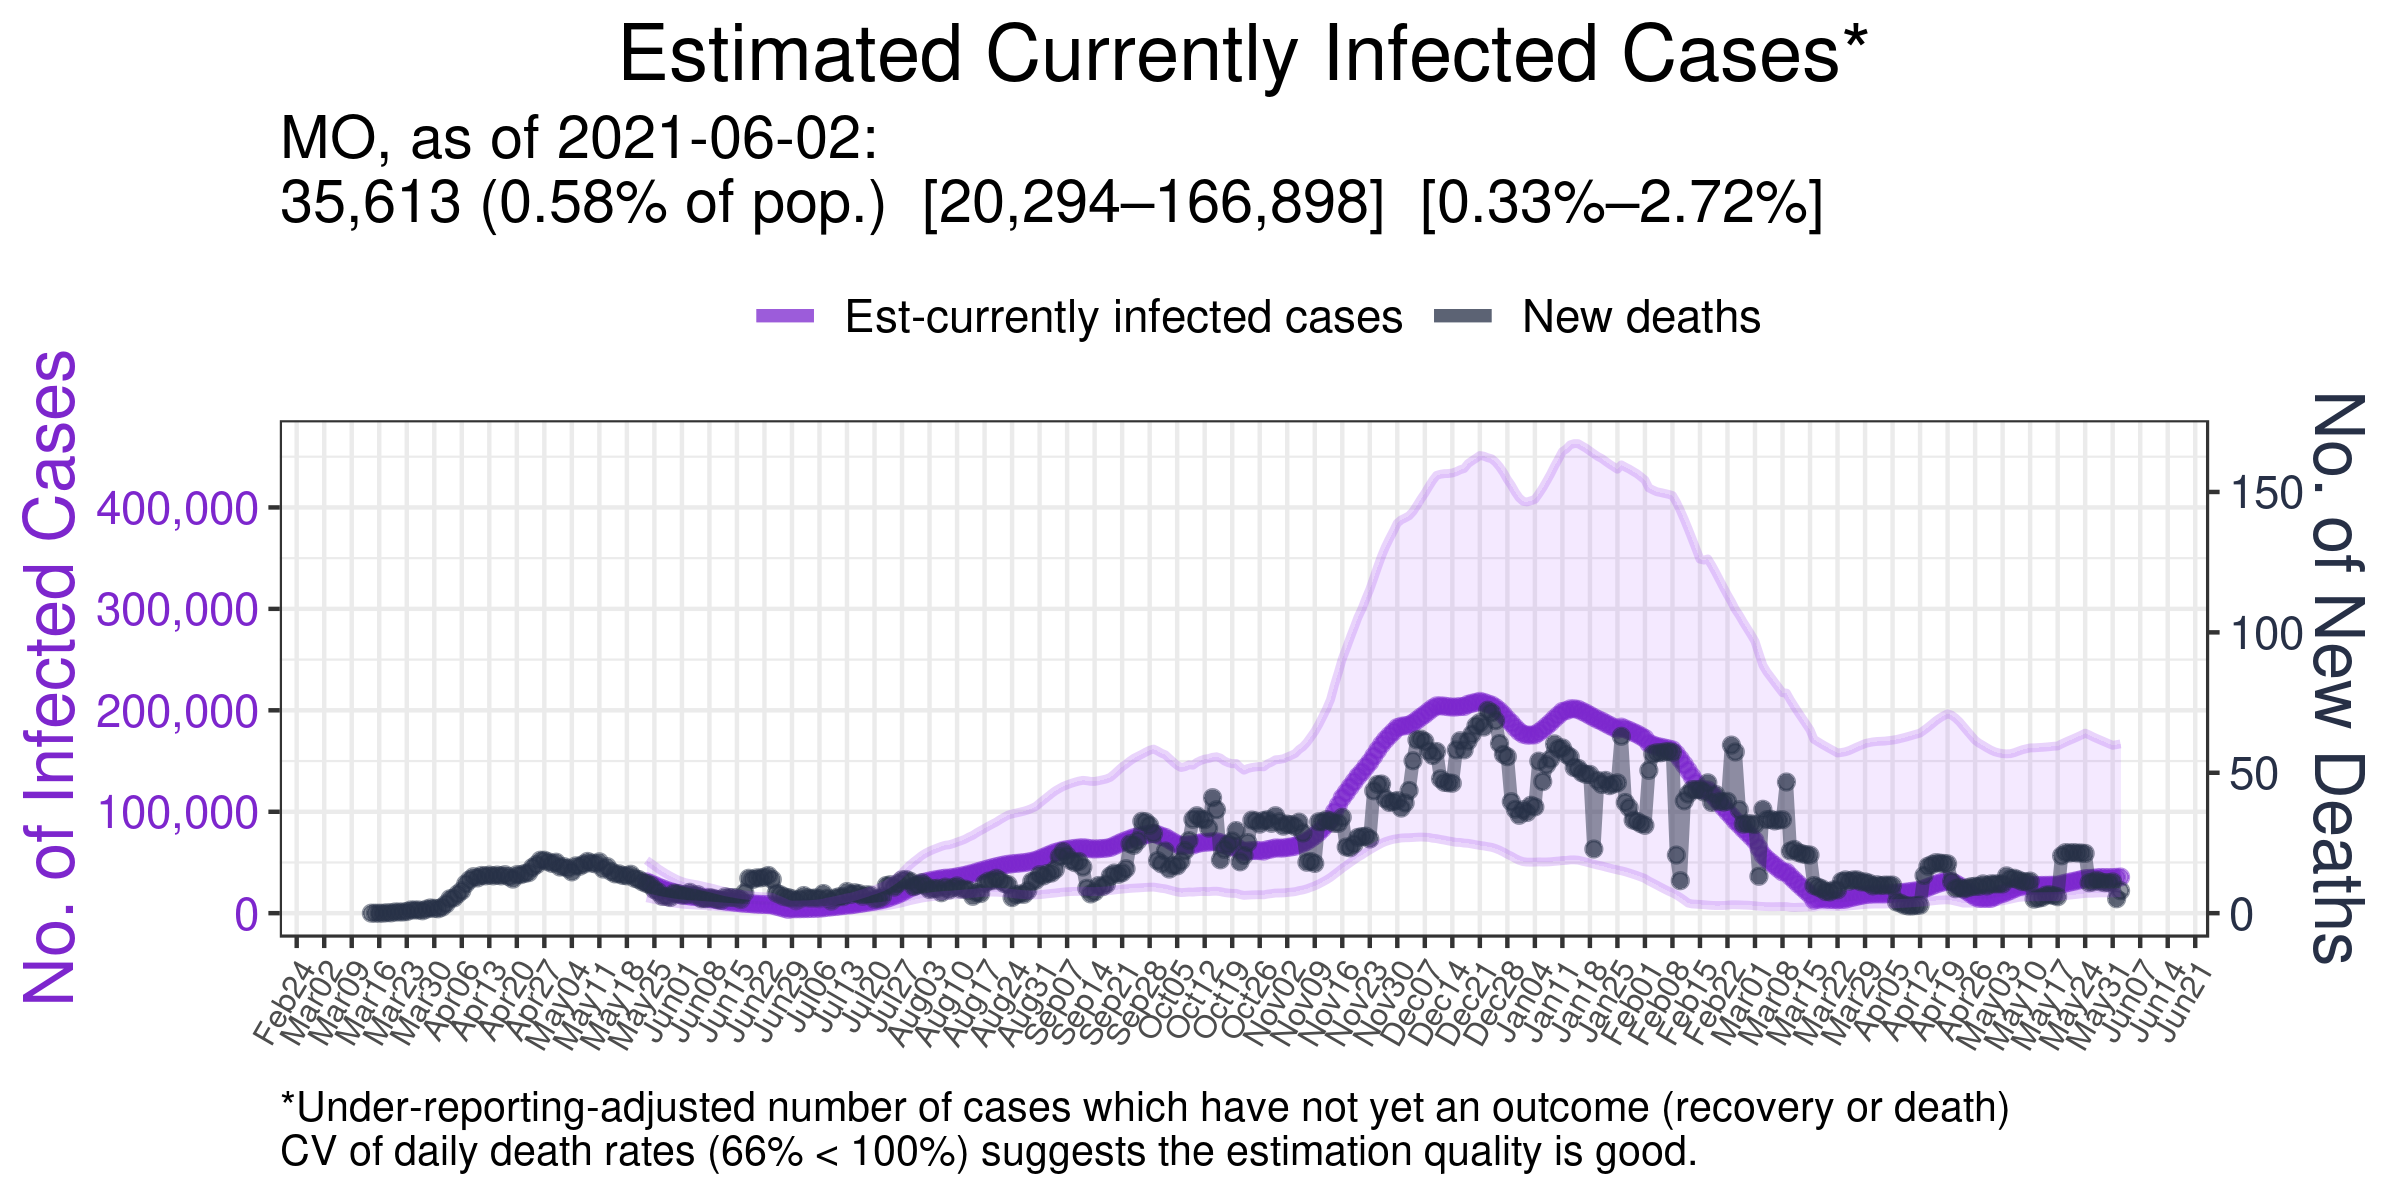 Estimated Currently Infected Cases*
MO, as of 2021-06-02:
35,613 (0.58% of pop.)  [20,294–166,898]  [0.33%–2.72%]
Est-currently infected cases
New deaths
No. of Infected Cases
400,000
300,000
200,000
100,000
0
150
100
50
0
No. of New Deaths
Feb24
Mar02
Mar09
Mar16
Mar23
Mar30
Apr06
Apr13
Apr20
Apr27
May04
May11
May18
May25
Jun01
Jun08
Jun15
Jun22
Jun29
Jul06
Jul13
Jul20
Jul27
Aug03
Aug10
Aug17
Aug24
Aug31
Sep07
Sep14
Sep21
Sep28
Oct05
Oct12
Oct19
Oct26
Nov02
Nov09
Nov16
Nov23
Nov30
Dec07
Dec14
Dec21
Dec28
Jan04
Jan11
Jan18
Jan25
Feb01
Feb08
Feb15
Feb22
Mar01
Mar08
Mar15
Mar22
Mar29
Apr05
Apr12
Apr19
Apr26
May03
May10
May17
May24
May31
Jun07
Jun14
Jun21
*Under-reporting-adjusted number of cases which have not yet an outcome (recovery or death)
CV of daily death rates (66% < 100%) suggests the estimation quality is good.